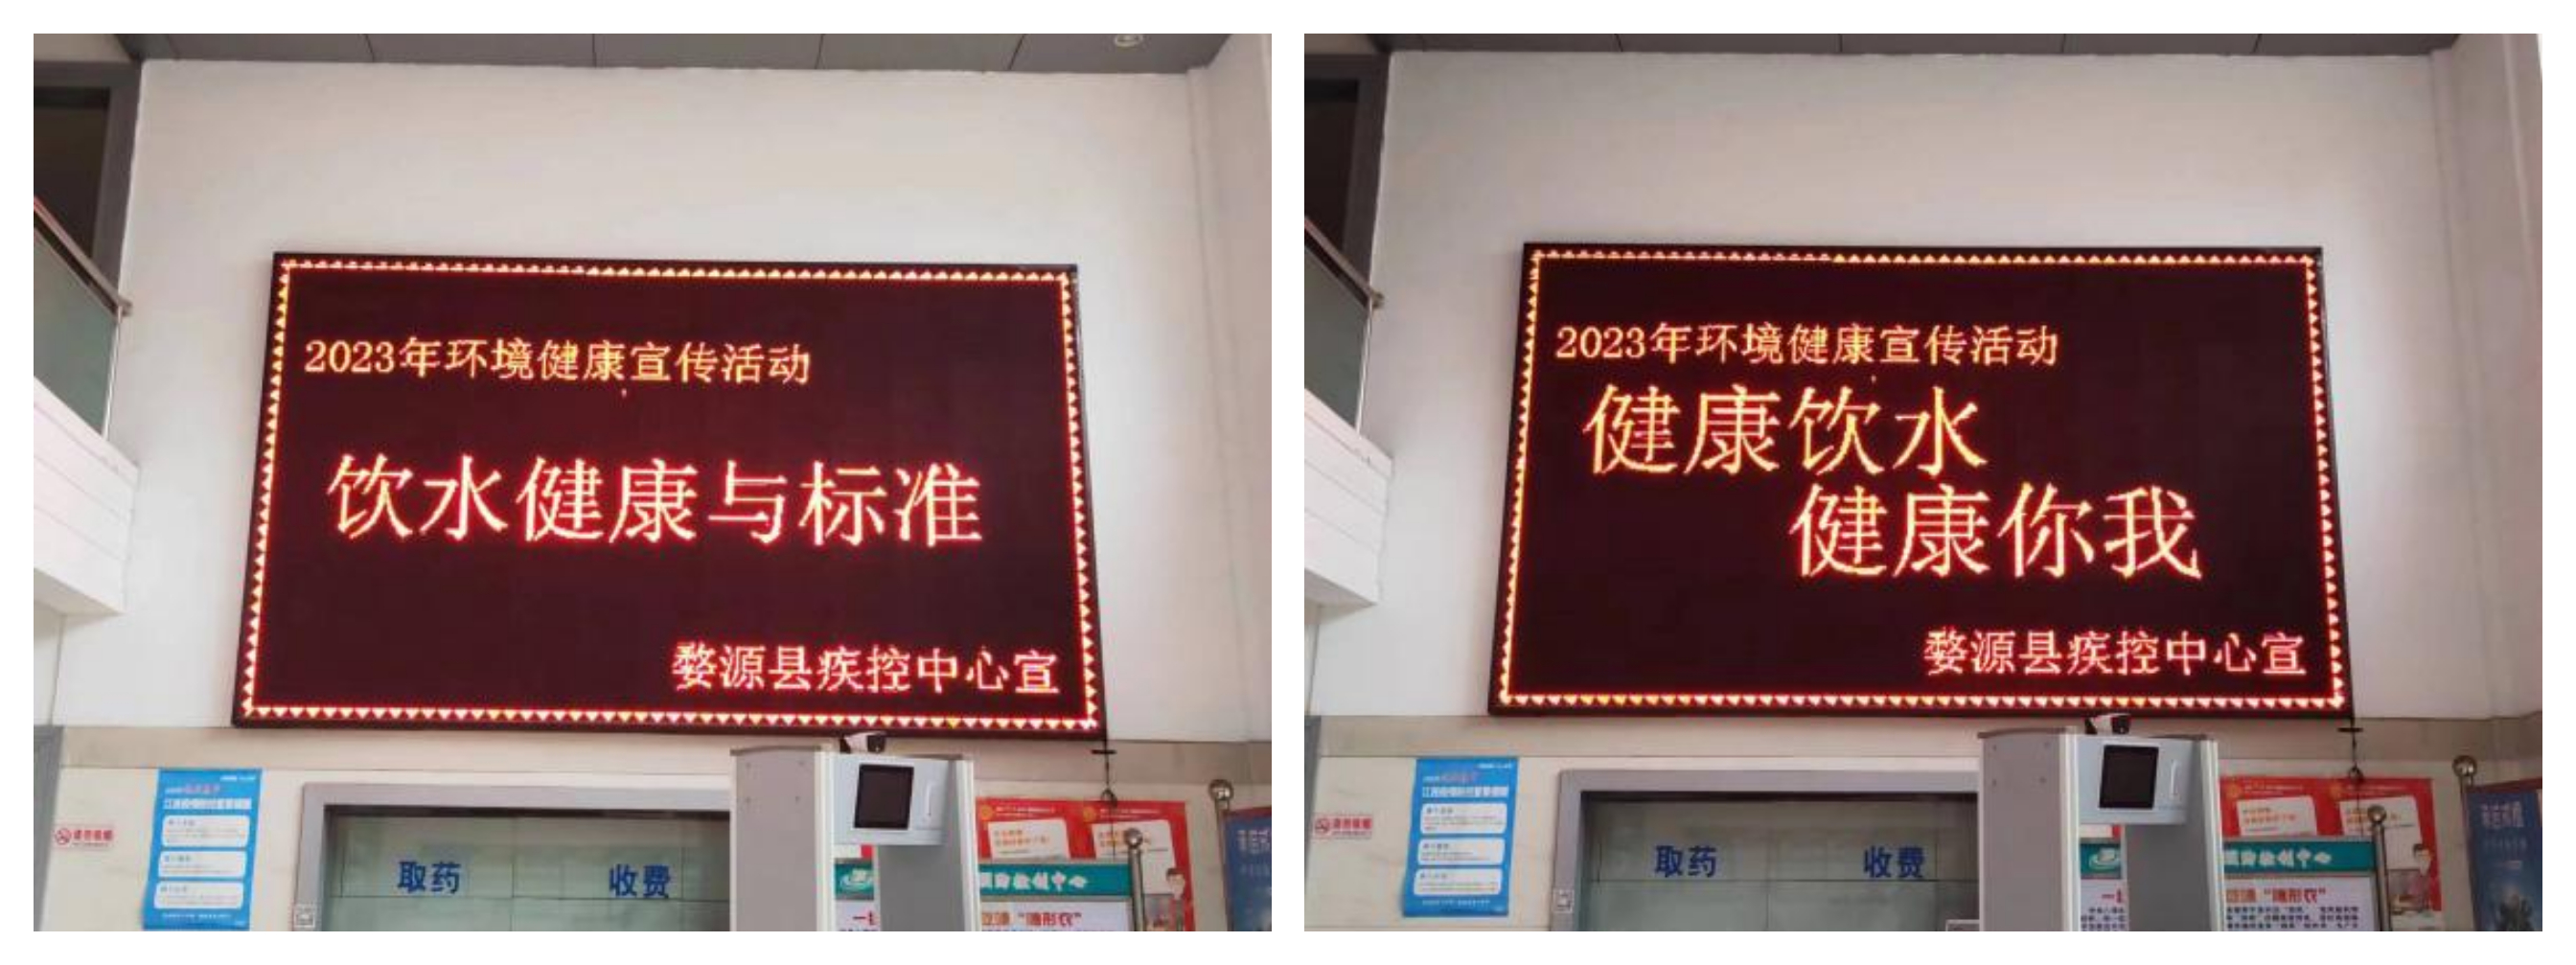 2023年环境健康宣传活动
饮水健康与标准
婺源县疾控中心宣
取药
收费
2023年环境健康宣传活动
健康饮水
健康你我
婺源县疾控中心宣
取药
收费